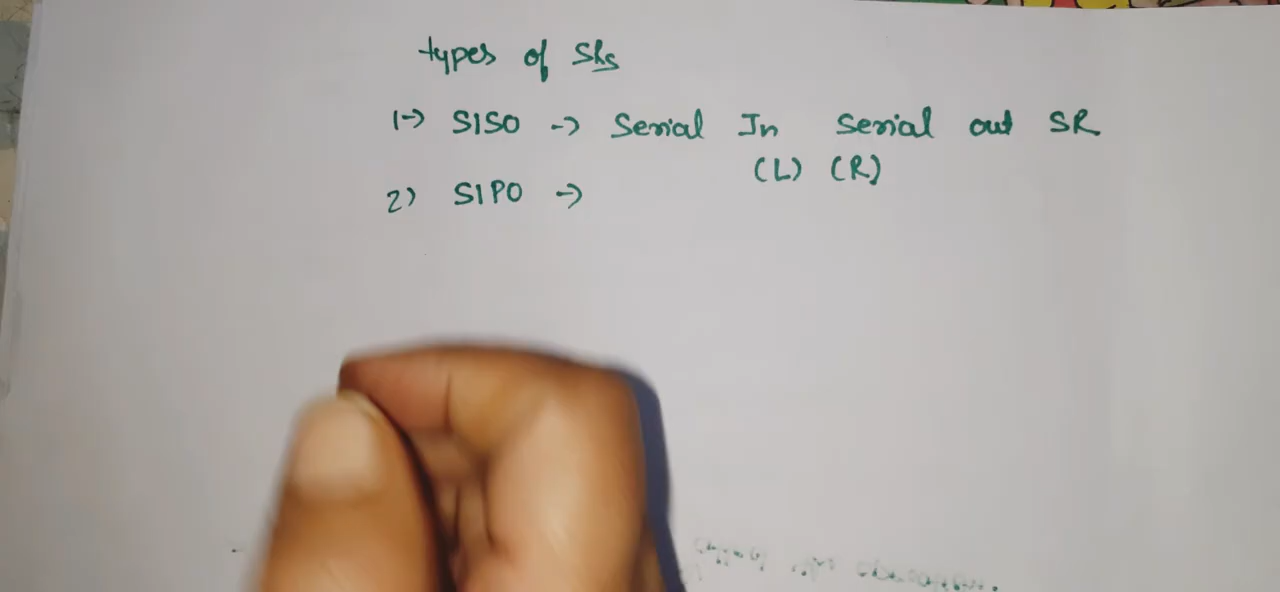 types of SRs
1-> SISO -> Serial In Serial out SR
(L) (R)
2) SIPO ->